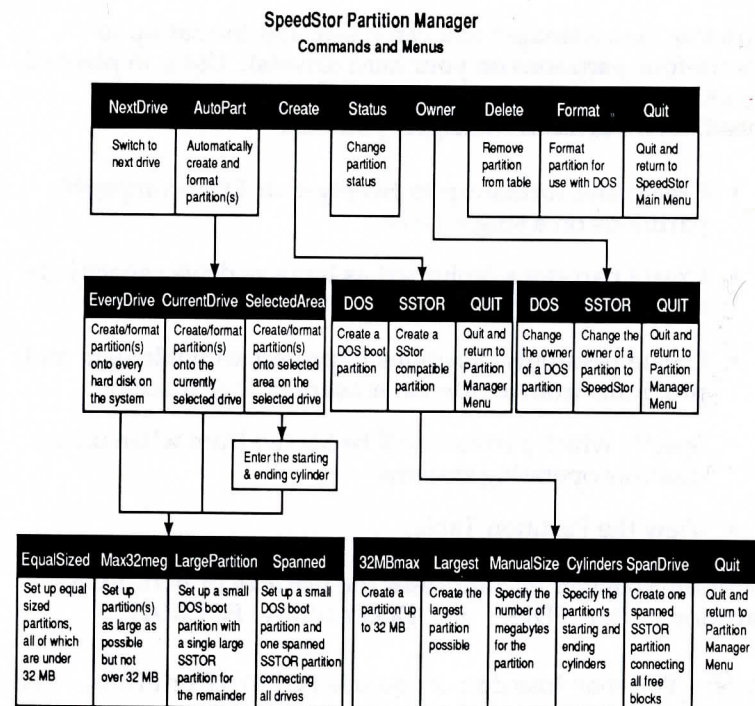 SpeedStor Partition Manager
Commands and Menus
NextDrive AutoPart Create Status Owner Delete Format Quit
Switch to next drive
Automatically create and format partition(s)
Change partition status
Remove partition from table
Format partition for use with DOS
Quit and return to SpeedStor Main Menu
EveryDrive CurrentDrive SelectedArea
Create/format partition(s) onto every hard disk on the system
Create/format partition(s) onto the currently selected drive
Create/format partition(s) onto selected area on the selected drive
DOS SSTOR QUIT
Create a DOS boot partition
Create a SStor compatible partition
Quit and return to Partition Manager Menu
DOS SSTOR QUIT
Change the owner of a DOS partition
Change the owner of a partition to SpeedStor
Quit and return to Partition Manager Menu
Enter the starting
& ending cylinder
EqualSized Max32meg LargePartition Spanned
Set up equal sized partitions, all of which are under 32 MB
Set up partition(s) as large as possible but not over 32 MB
Set up a small DOS boot partition with a single large SSTOR partition for the remainder
Set up a small DOS boot partition and one spanned SSTOR partition connecting all drives
32MBmax Largest ManualSize Cylinders SpanDrive Quit
Create a partition up to 32 MB
Create the largest partition possible
Specify the number of megabytes for the partition
Specify the partition's starting and ending cylinders
Create one spanned SSTOR partition connecting all free blocks
Quit and return to Partition Manager Menu